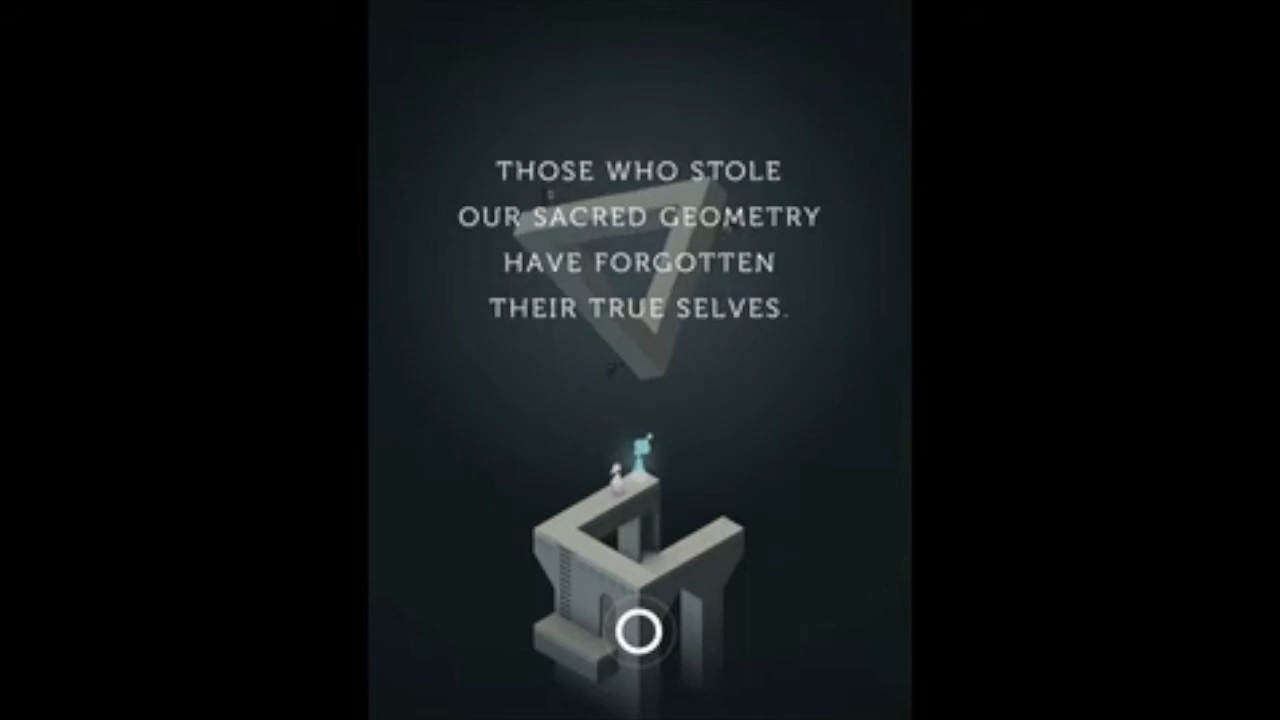 THOSE WHO STOLE
OUR SACRED GEOMETRY
HAVE FORGOTTEN
THEIR TRUE SELVES.